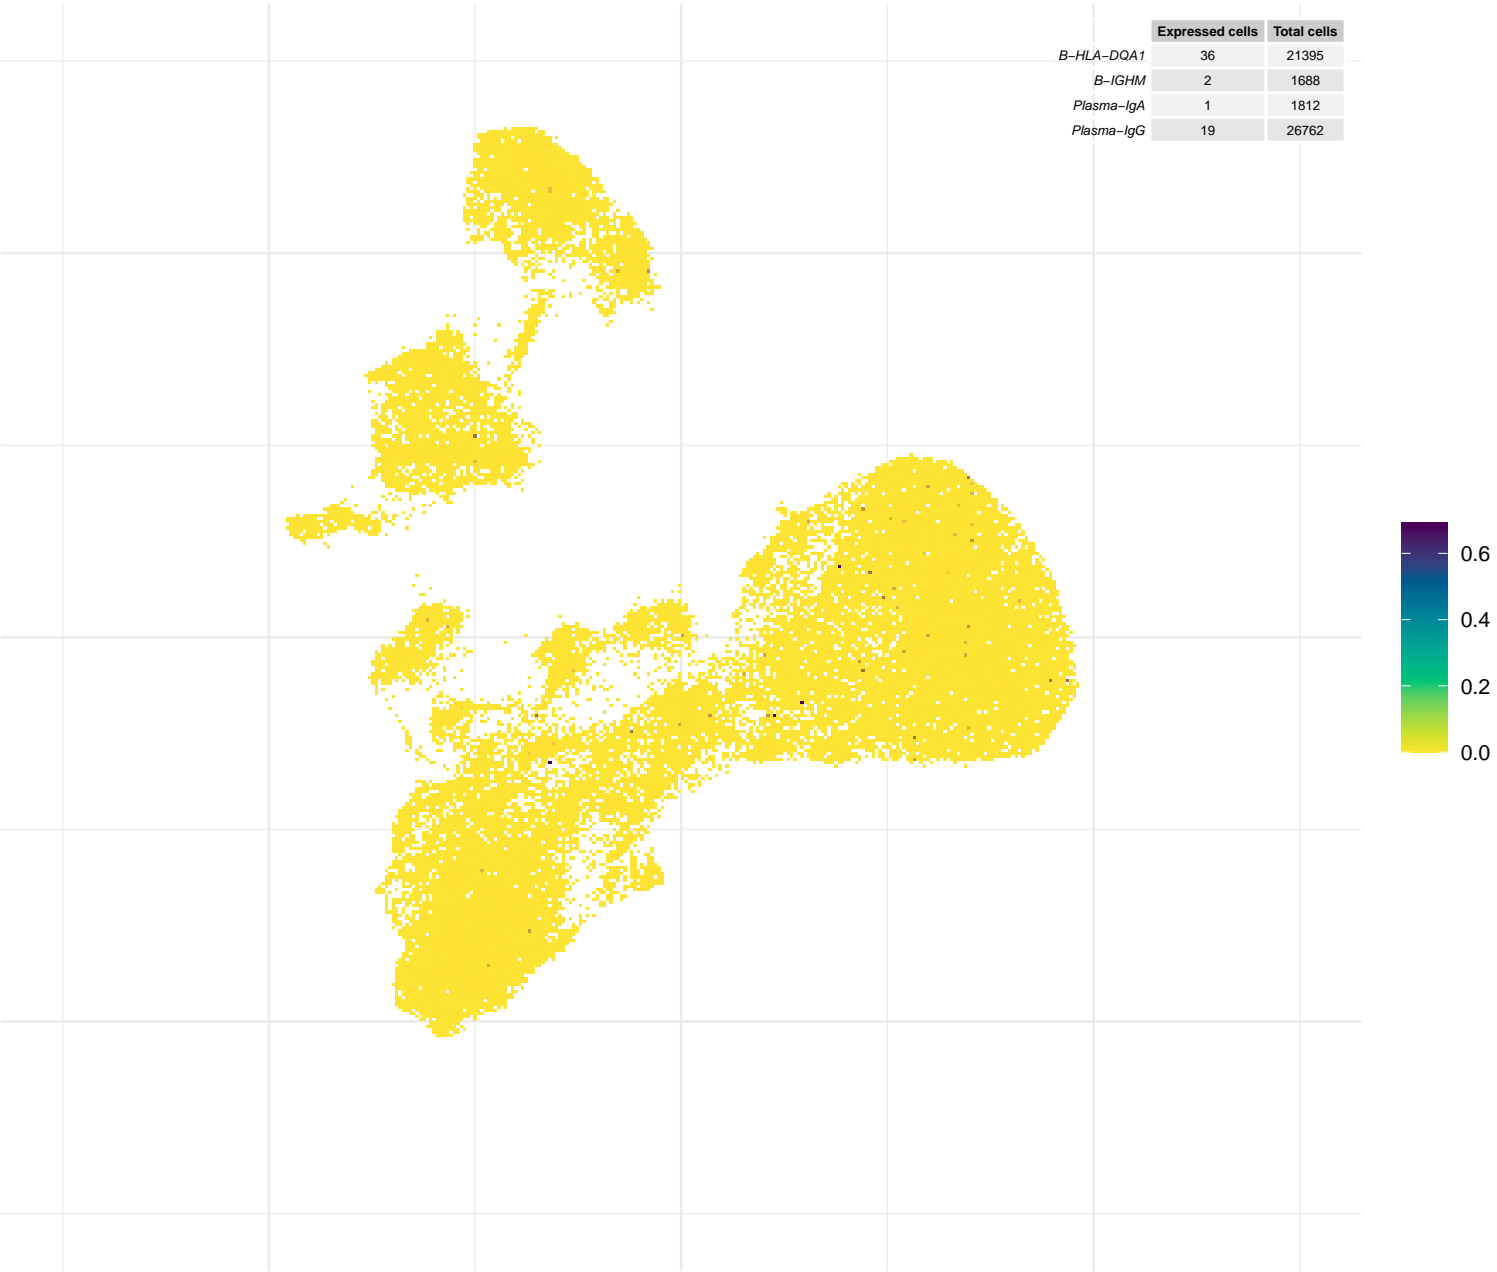 Expressed cells Total cells
B-HLA-DQA1 36 21395
B-IGHM 2 1688
Plasma-IgA 1 1812
Plasma-IgG 19 26762
0.6
0.4
0.2
0.0